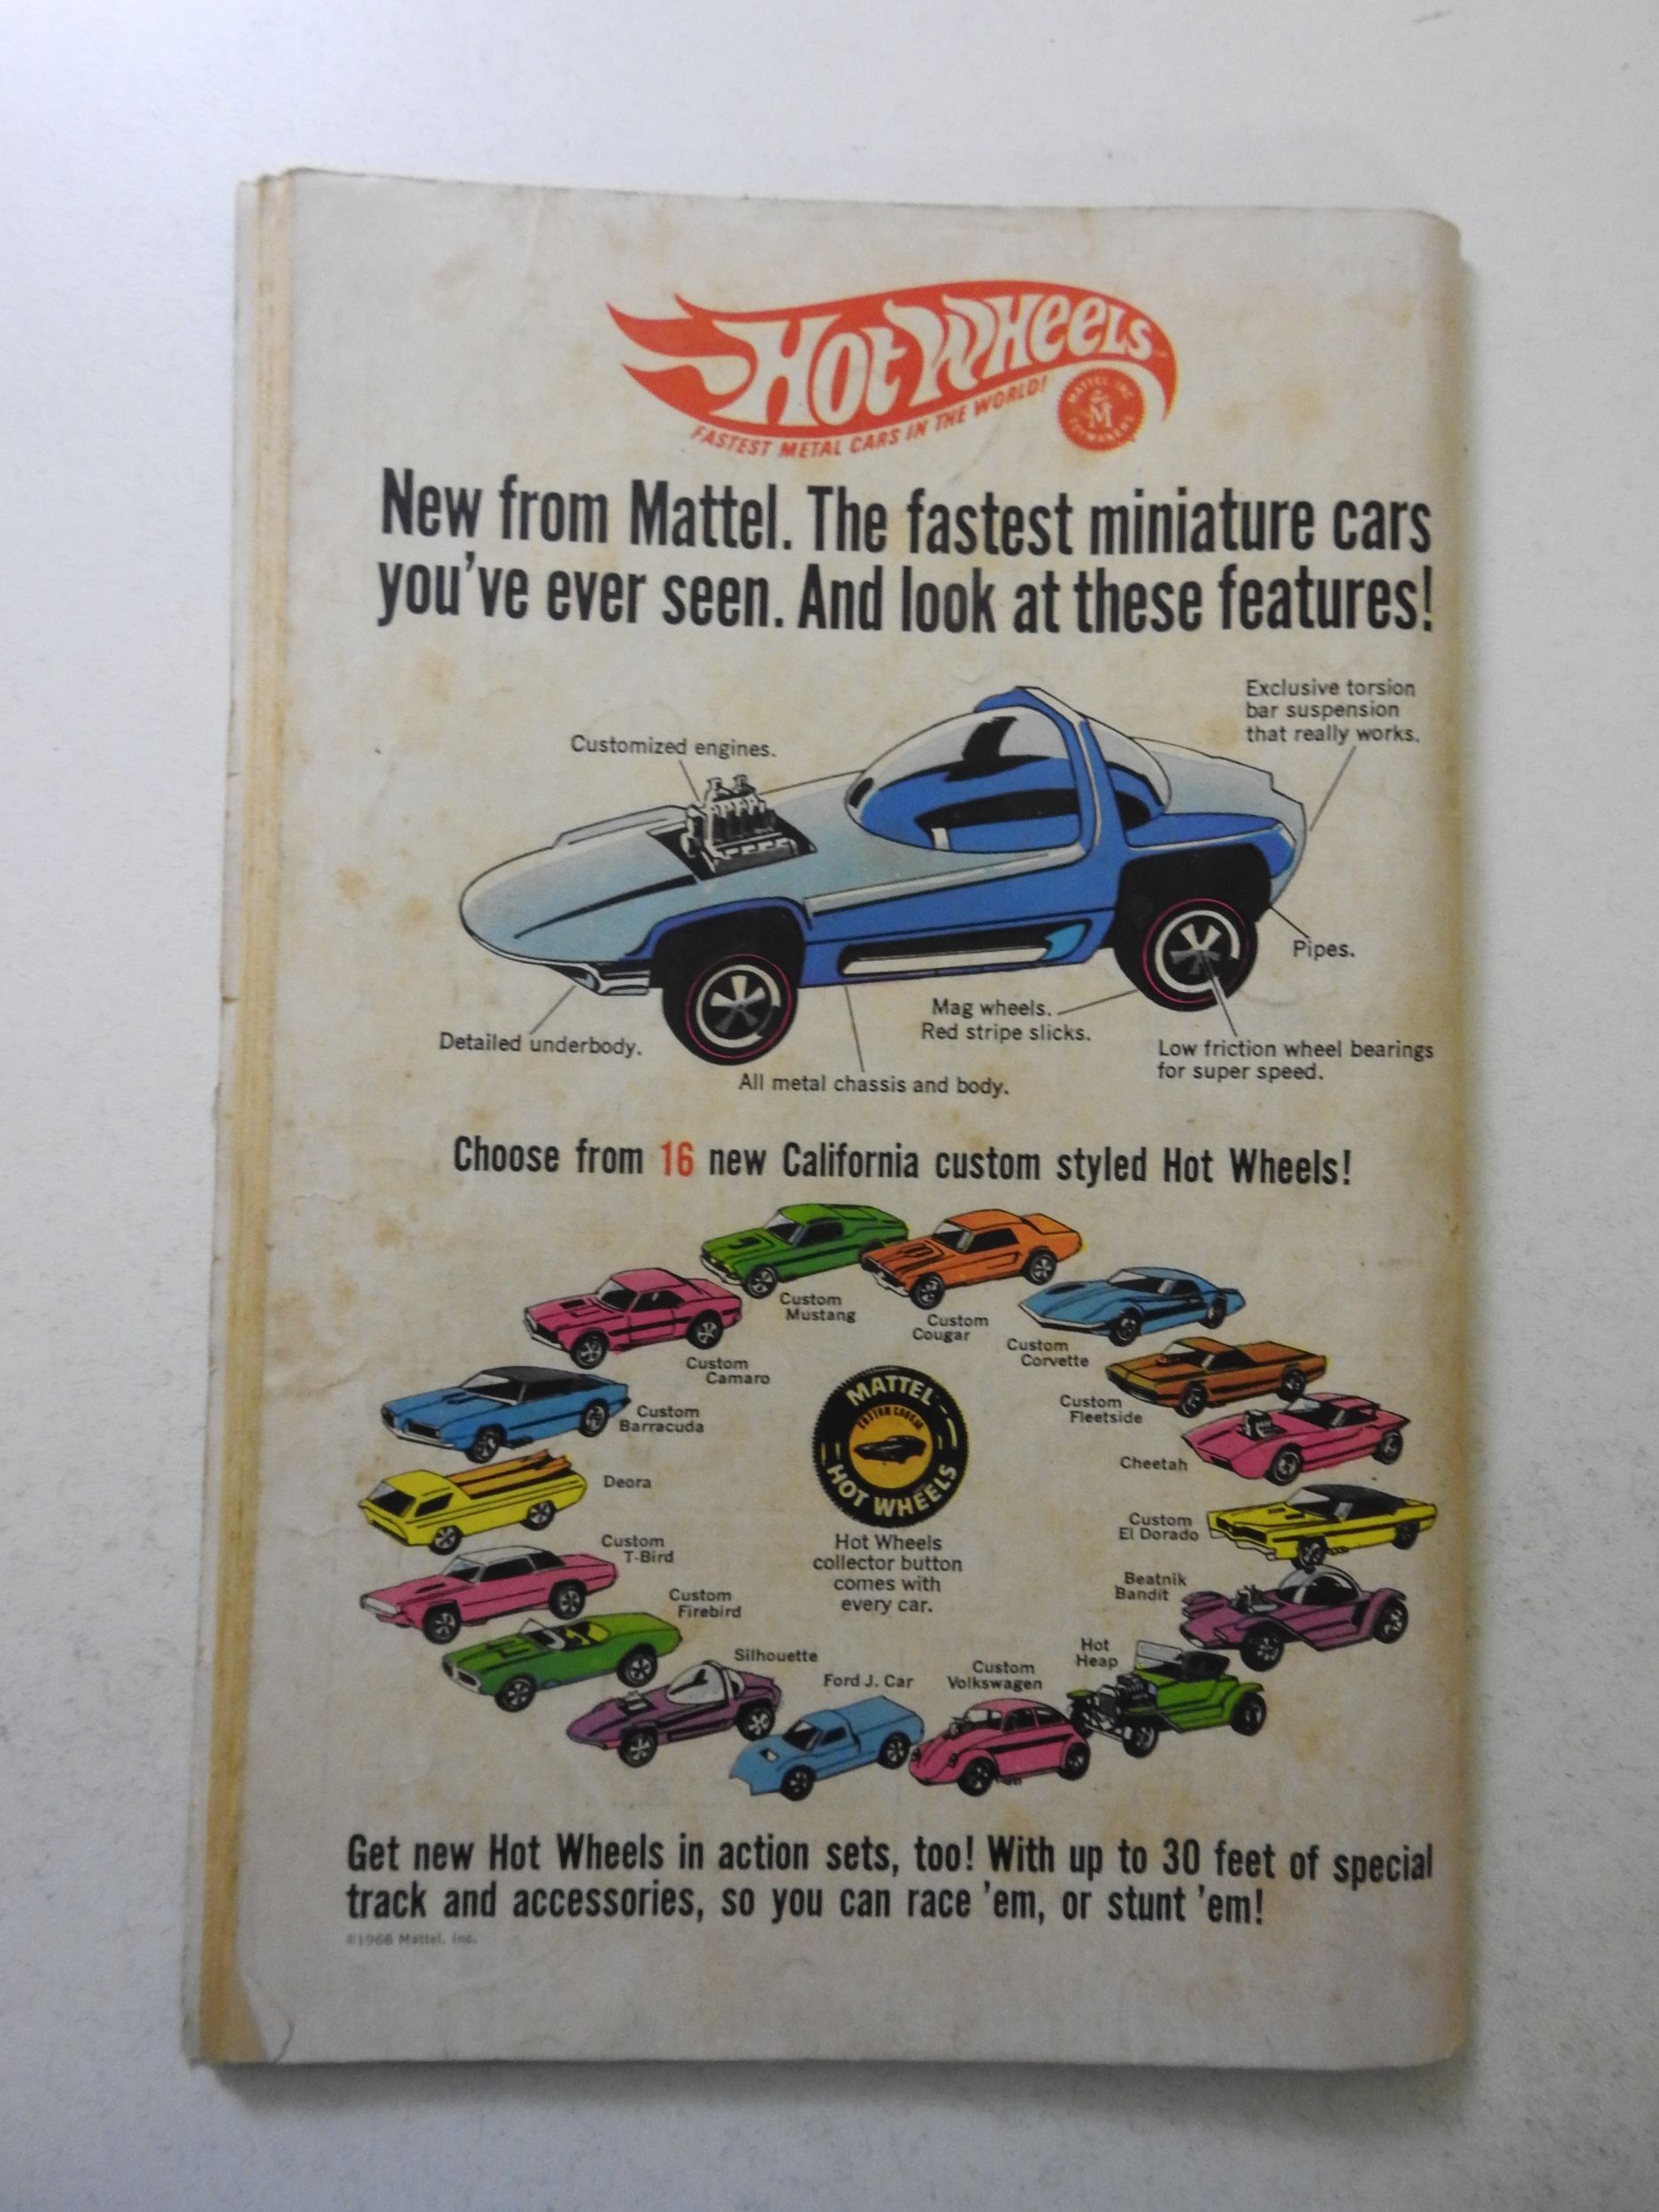 HOT WHEELS
FASTEST METAL CARS IN THE WORLD!
MATTEL INC
M
TOYMAKERS
New from Mattel. The fastest miniature cars
you've ever seen. And look at these features!
Exclusive torsion
bar suspension
that really works.
Customized engines.
Pipes.
Mag wheels.
Red stripe slicks.
Detailed underbody.
Low friction wheel bearings
for super speed.
All metal chassis and body.
Choose from 16 new California custom styled Hot Wheels!
Custom
Mustang
Custom
Cougar
Custom
Corvette
Custom
Camaro
Custom
Fleetside
Custom
Barracuda
Cheetah
Deora
Custom
El Dorado
Custom
T-Bird
Beatnik
Bandit
Custom
Firebird
Hot
Heap
Silhouette
Ford J. Car
Custom
Volkswagen
MATTEL
HOT WHEELS
Hot Wheels
collector button
comes with
every car.
Get new Hot Wheels in action sets, too! With up to 30 feet of special
track and accessories, so you can race 'em, or stunt 'em!
©1968 Mattel, Inc.